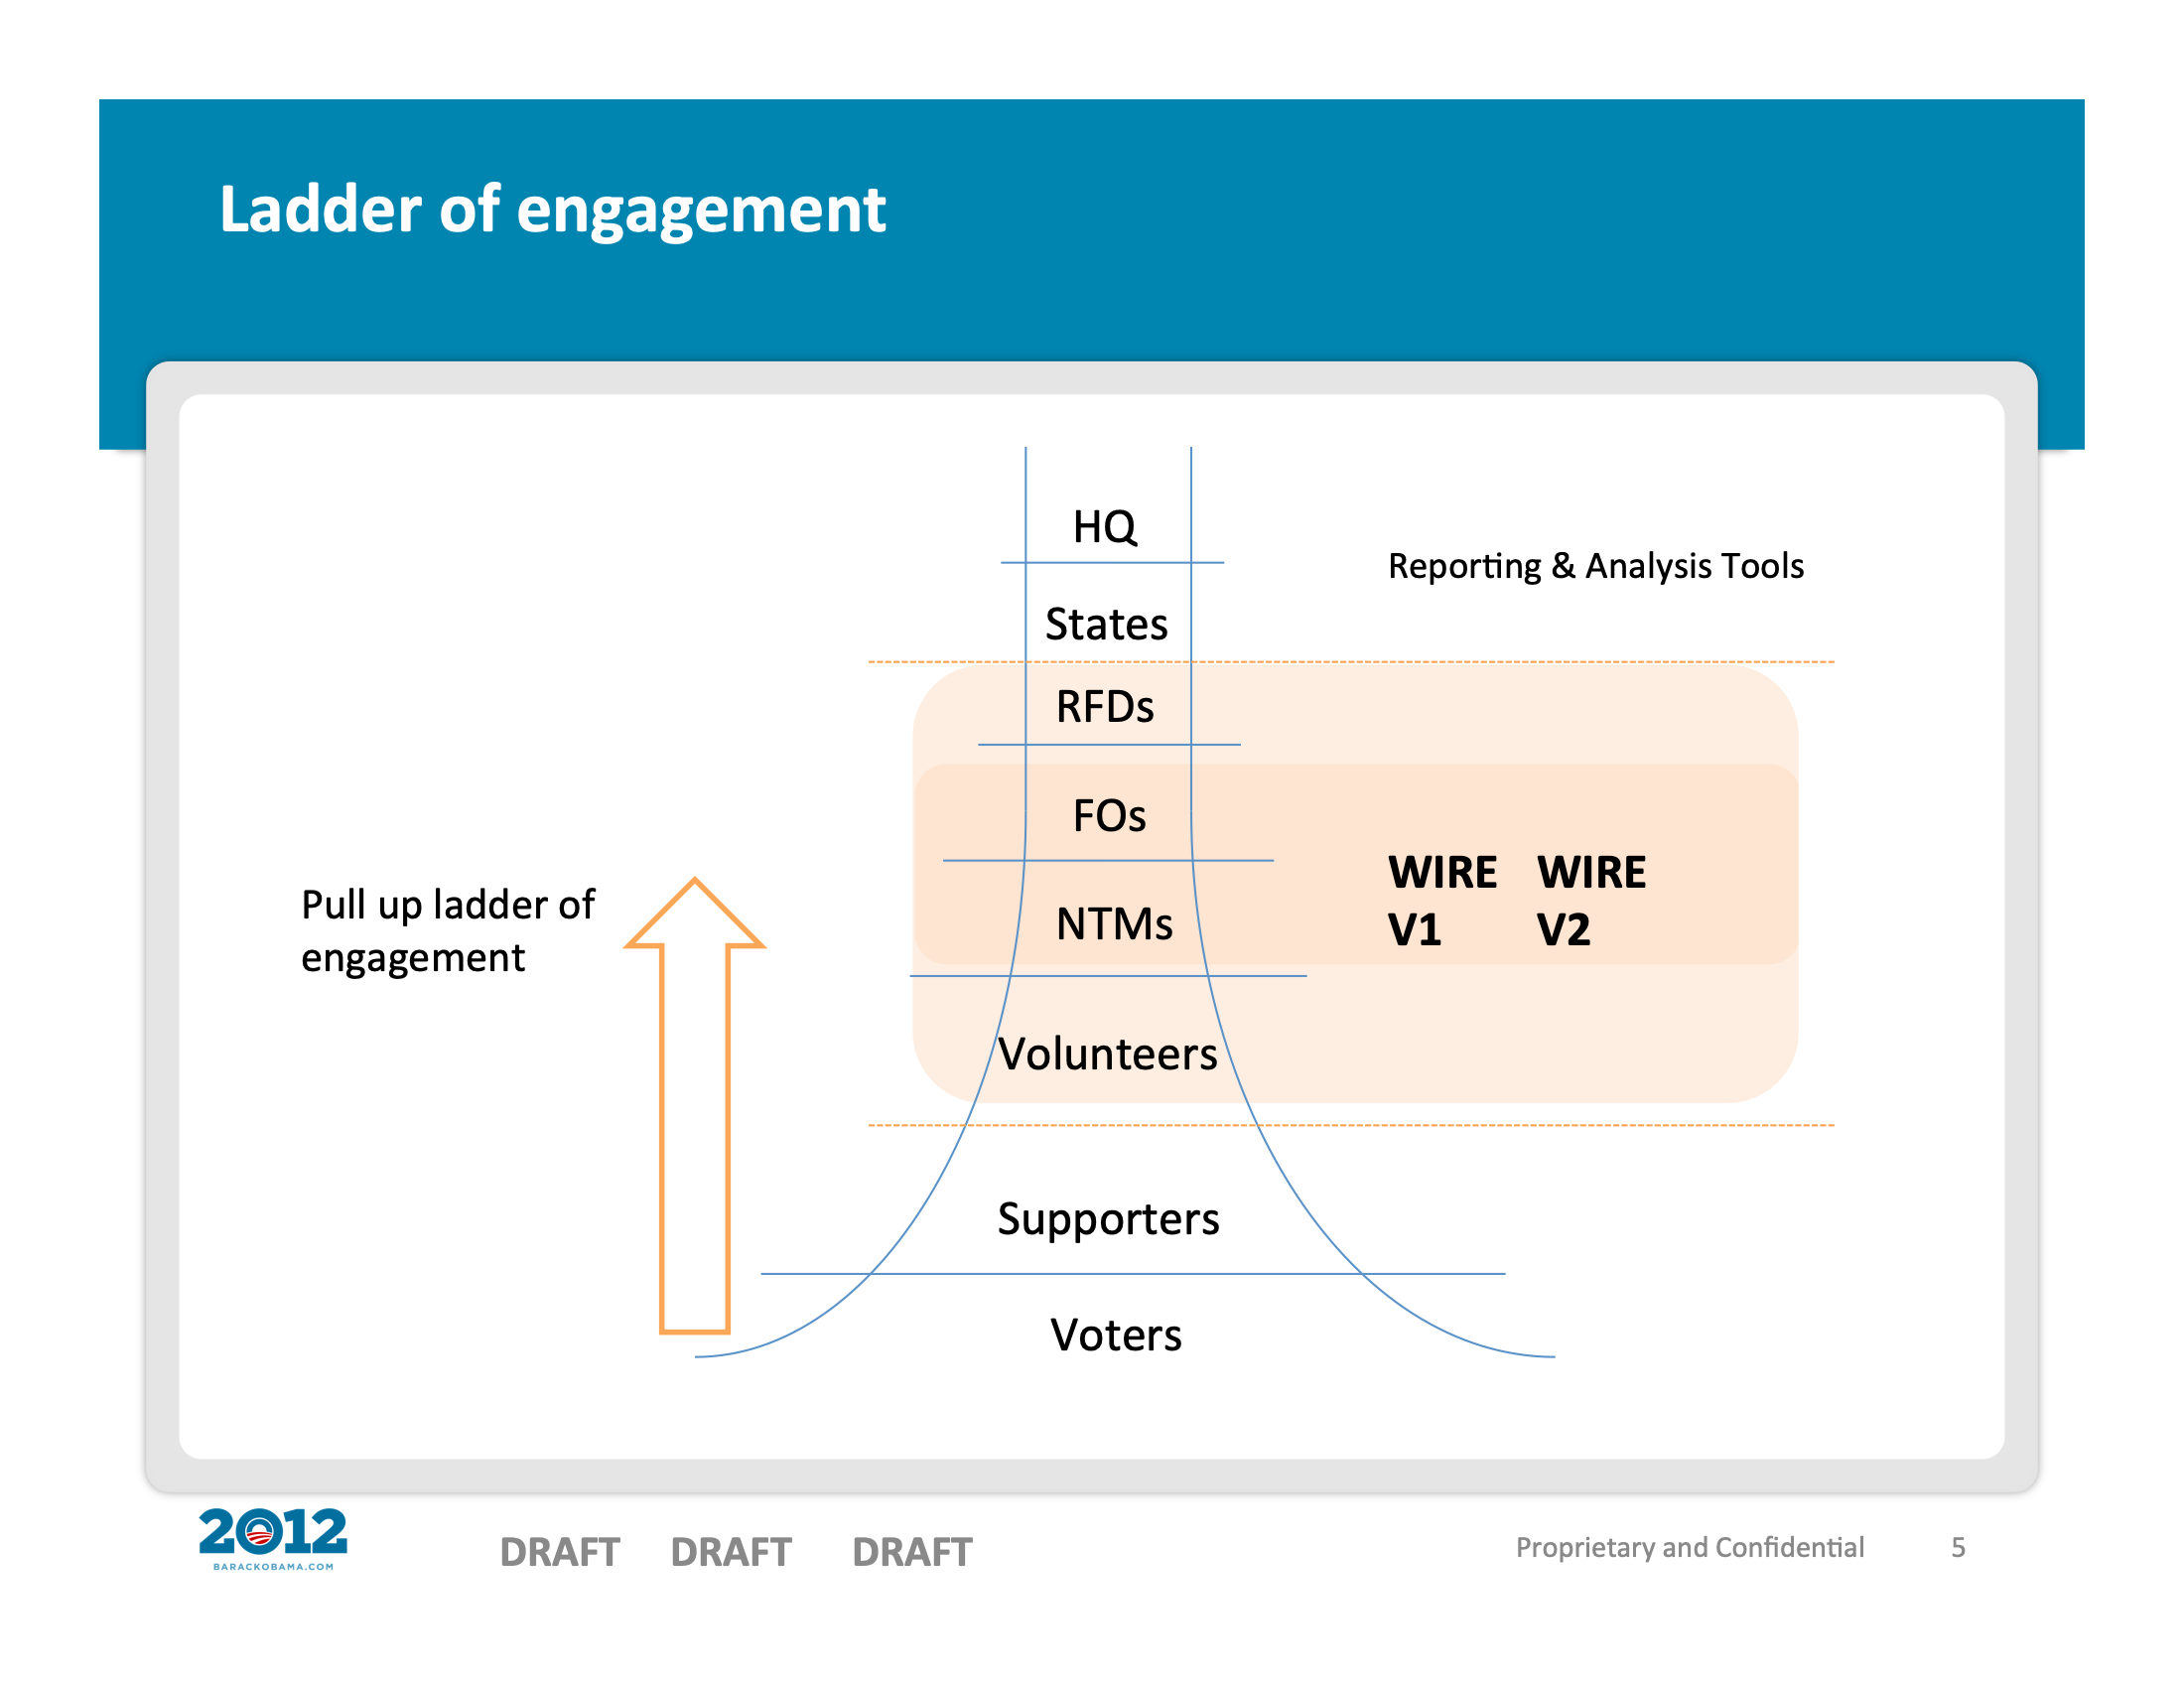 Ladder of engagement
HQ
Reporting & Analysis Tools
States
RFDs
FOs
WIRE WIRE
V1 V2
Pull up ladder of
engagement
NTMs
Volunteers
Supporters
Voters
2012
BARACKOBAMA.COM
DRAFT DRAFT DRAFT
Proprietary and Confidential 5